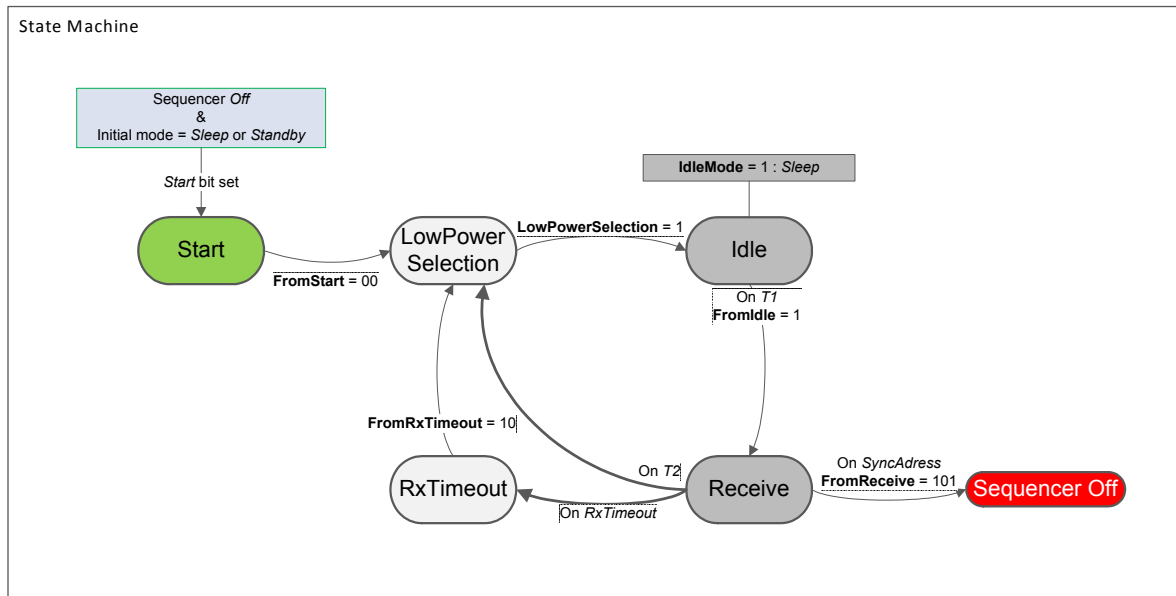 State Machine
Sequencer Off
&
Initial mode = Sleep or Standby
IdleMode = 1 : Sleep
Start bit set
Start
LowPower
Selection
LowPowerSelection = 1
Idle
FromStart = 00
On T1
FromIdle = 1
FromRxTimeout = 10
On T2
RxTimeout
Receive
On SyncAdress
FromReceive = 101
Sequencer Off
On RxTimeout